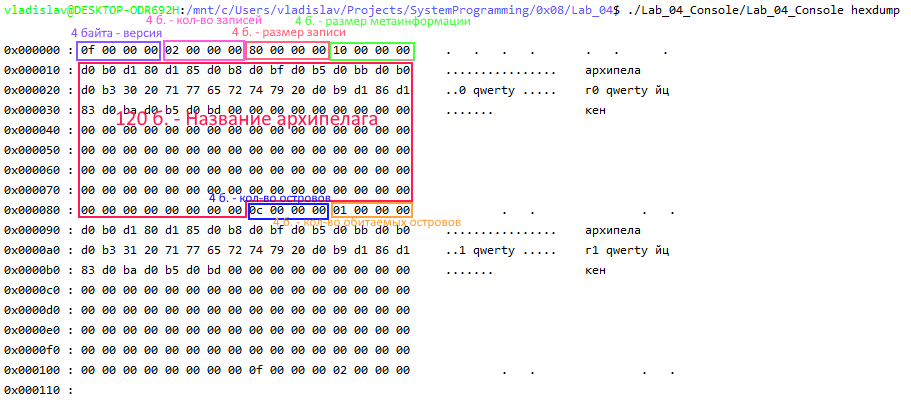 vladislav@DESKTOP-ODR692H:/mnt/c/Users/vladislav/Projects/SystemProgramming/0x08/Lab_04$ ./Lab_04_Console/Lab_04_Console hexdump
4 б. - кол-во записей 4 б. - размер метаинформации
4 байта - версия 4 б. - размер записи
0x000000 : 0f 00 00 00 02 00 00 00 80 00 00 00 10 00 00 00 . . . . . .
0x000010 : d0 b0 d1 80 d1 85 d0 b8 d0 bf d0 b5 d0 bb d0 b0 ................ архипела
0x000020 : d0 b3 30 20 71 77 65 72 74 79 20 d0 b9 d1 86 d1 ..0 qwerty ..... г0 qwerty йц
0x000030 : 83 d0 ba d0 b5 d0 bd 00 00 00 00 00 00 00 00 00 ....... кен
120 б. - Название архипелага
0x000040 : 00 00 00 00 00 00 00 00 00 00 00 00 00 00 00 00
0x000050 : 00 00 00 00 00 00 00 00 00 00 00 00 00 00 00 00
0x000060 : 00 00 00 00 00 00 00 00 00 00 00 00 00 00 00 00
0x000070 : 00 00 00 00 00 00 00 00 00 00 00 00 00 00 00 00
4 б. - кол-во островов
0x000080 : 00 00 00 00 00 00 00 00 0c 00 00 00 01 00 00 00 . . . .
4 б. - кол-во обитаемых островов
0x000090 : d0 b0 d1 80 d1 85 d0 b8 d0 bf d0 b5 d0 bb d0 b0 ................ архипела
0x0000a0 : d0 b3 31 20 71 77 65 72 74 79 20 d0 b9 d1 86 d1 ..1 qwerty ..... г1 qwerty йц
0x0000b0 : 83 d0 ba d0 b5 d0 bd 00 00 00 00 00 00 00 00 00 ....... кен
0x0000c0 : 00 00 00 00 00 00 00 00 00 00 00 00 00 00 00 00
0x0000d0 : 00 00 00 00 00 00 00 00 00 00 00 00 00 00 00 00
0x0000e0 : 00 00 00 00 00 00 00 00 00 00 00 00 00 00 00 00
0x0000f0 : 00 00 00 00 00 00 00 00 00 00 00 00 00 00 00 00
0x000100 : 00 00 00 00 00 00 00 00 0f 00 00 00 02 00 00 00 . . . .
0x000110 :